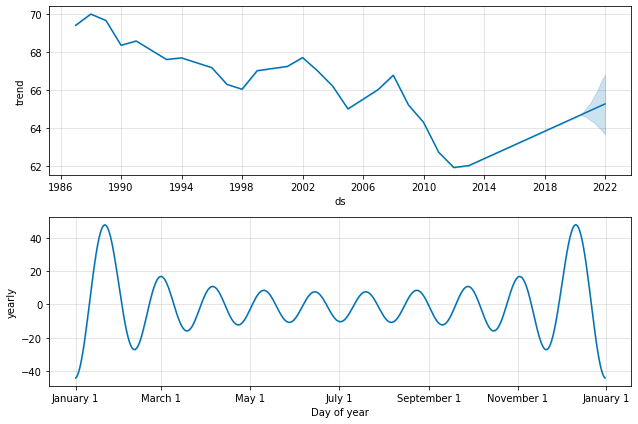 70
68
66
64
62
trend
1986 1990 1994 1998 2002 2006 2010 2014 2018 2022
ds
40
20
0
−20
−40
yearly
January 1 March 1 May 1 July 1 September 1 November 1 January 1
Day of year